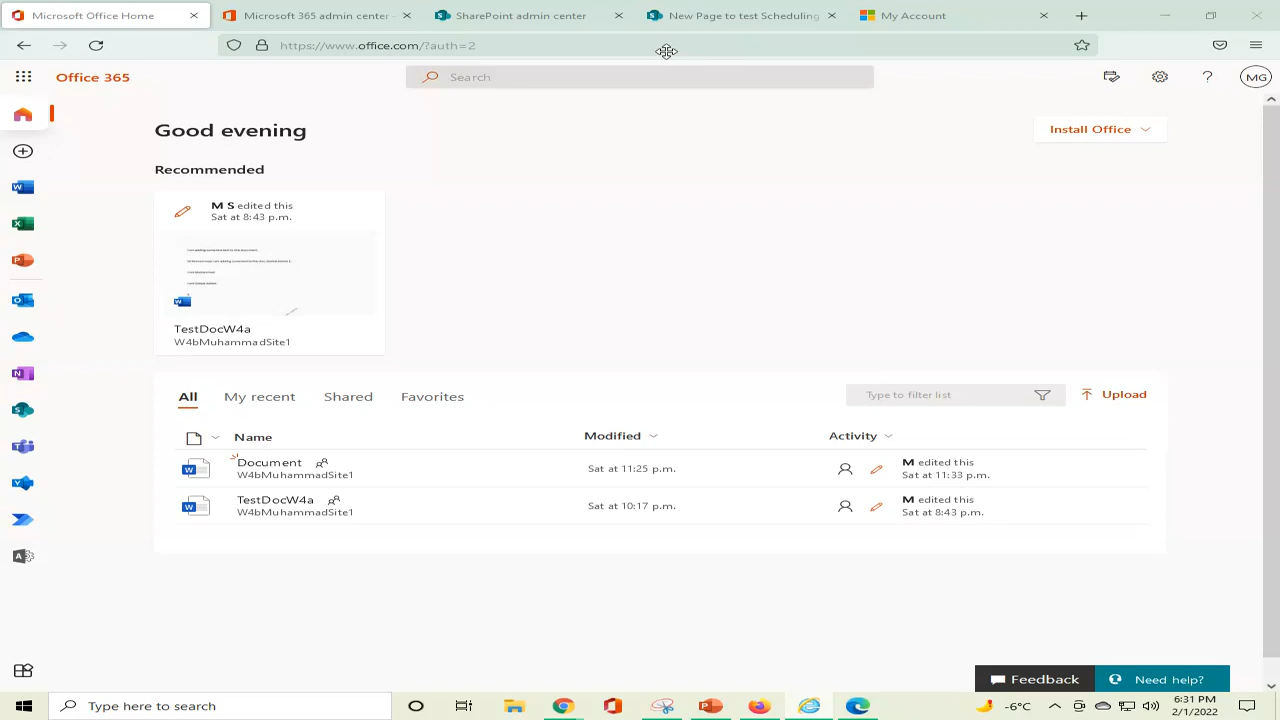 Microsoft Office Home
Microsoft 365 admin center -
SharePoint admin center
New Page to test Scheduling
My Account
https://www.office.com/?auth=2
Office 365
Search
MG
Good evening
Install Office
Recommended
M S edited this
Sat at 8:43 p.m.
TestDocW4a
W4bMuhammadSite1
All
My recent
Shared
Favorites
Type to filter list
Upload
Name
Modified
Activity
Document
W4bMuhammadSite1
Sat at 11:25 p.m.
M edited this
Sat at 11:33 p.m.
TestDocW4a
W4bMuhammadSite1
Sat at 10:17 p.m.
M edited this
Sat at 8:43 p.m.
Feedback
Need help?
Type here to search
-6°C
6:31 PM
2/1/2022